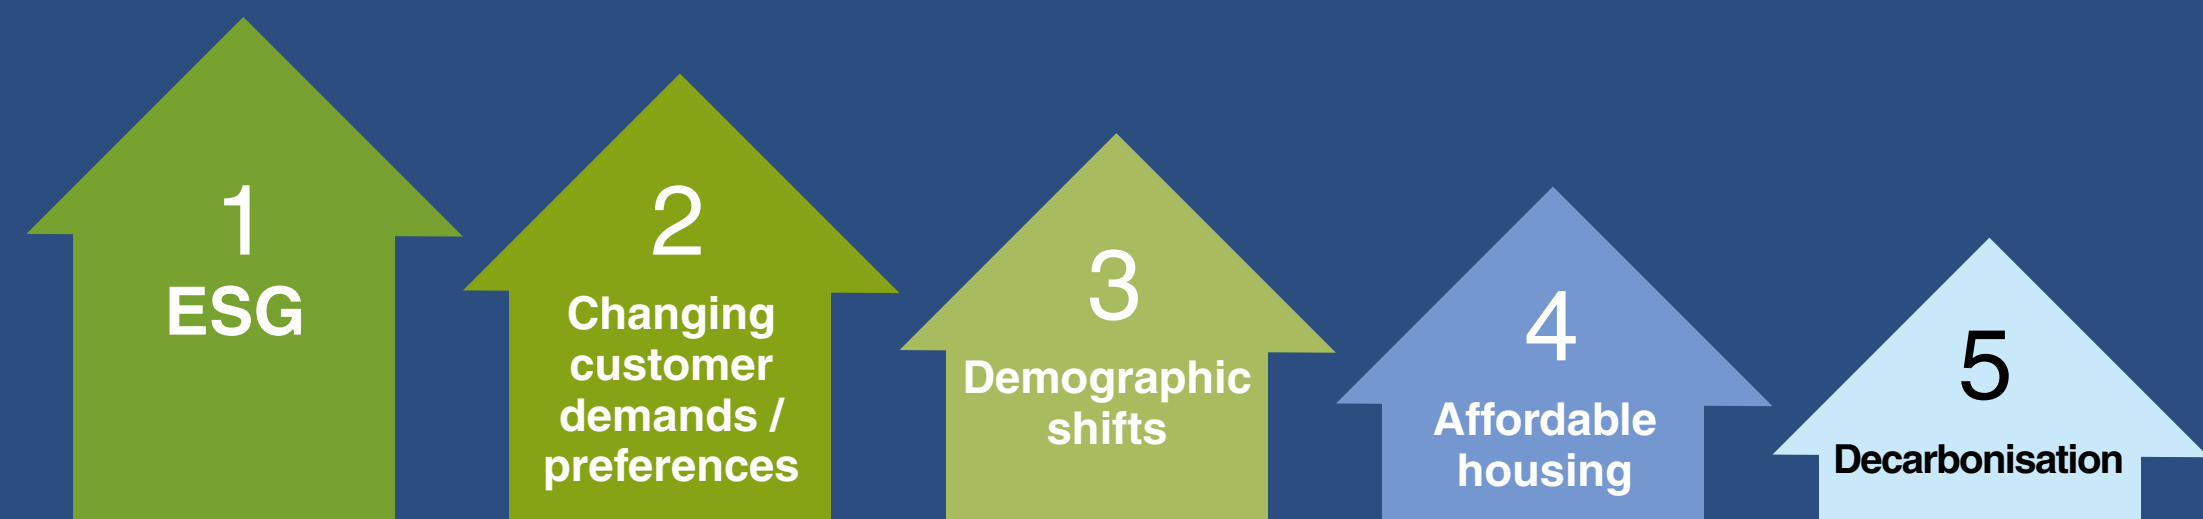 1
ESG
2
Changing
customer
demands /
preferences
3
Demographic
shifts
4
Affordable
housing
5
Decarbonisation